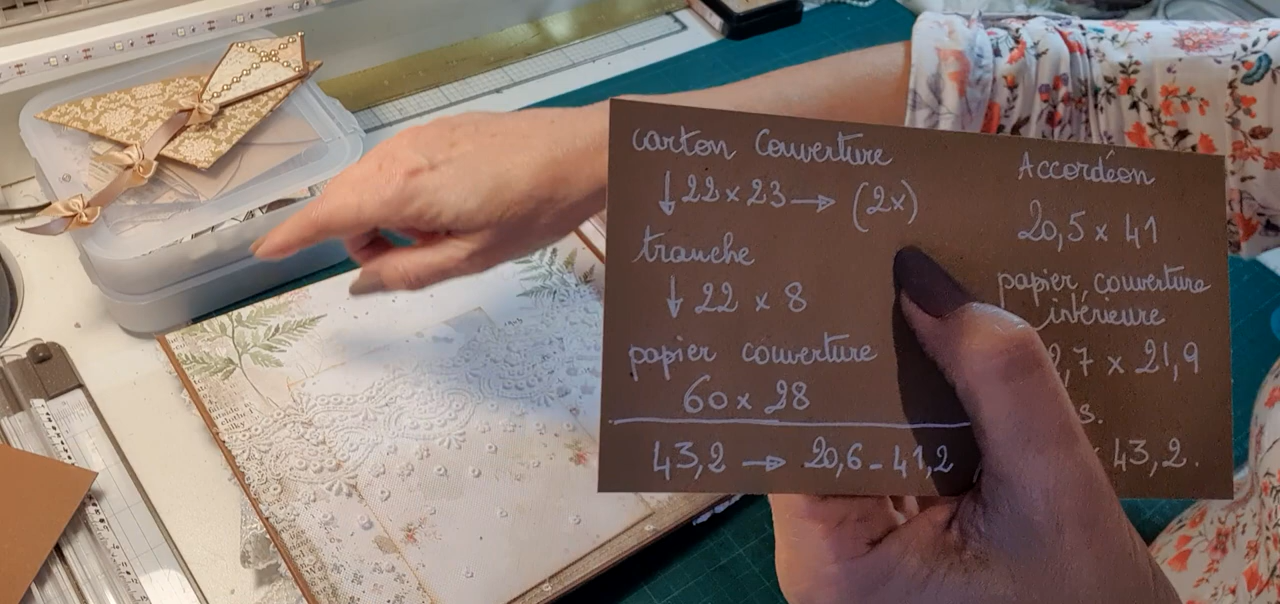 carton Couverture
↓22 x 23 → (2x)
tranche
↓ 22 x 8
papier couverture
60 x 28
43,2 → 20,6 - 41,2
Accordéon
20,5 x 41
papier couverture
intérieure
,7 x 21,9
s.
43,2.